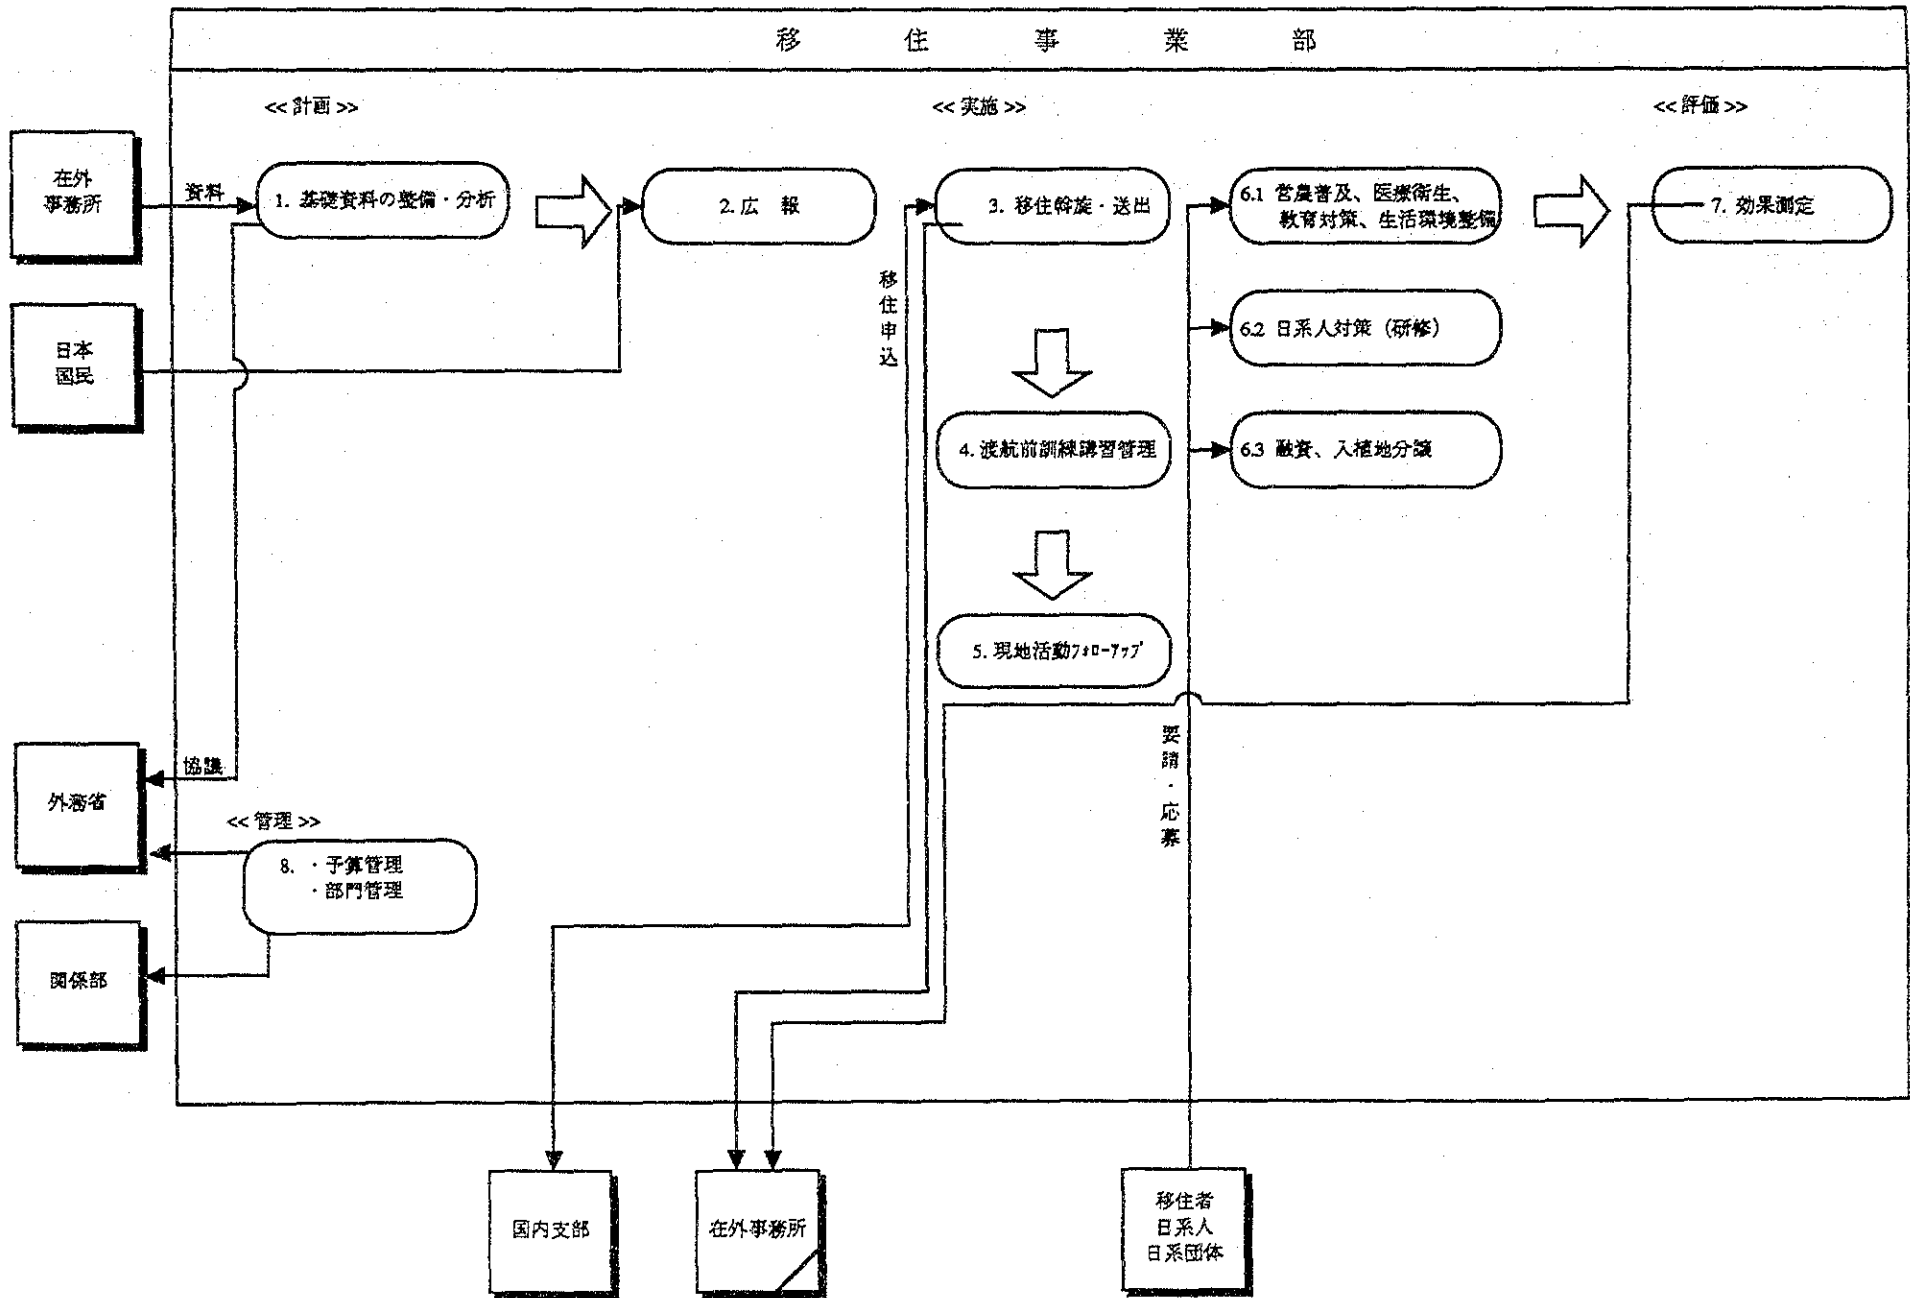 移住事業部
<< 計画 >>
<< 実施 >>
<< 評価 >>
在外
事務所
資料
1. 基礎資料の整備・分析
2. 広 報
3. 移住斡旋・送出
6.1 営農普及、医療衛生、
教育対策、生活環境整備
7. 効果測定
移住申込
日本
国民
6.2 日系人対策（研修）
4. 渡航前訓練講習管理
6.3 融資、入植地分譲
5. 現地活動ﾌｫﾛｰｱｯﾌﾟ
要請・応募
協議
外務省
<< 管理 >>
8. ・予算管理
・部門管理
関係部
国内支部
在外事務所
移住者
日系人
日系団体